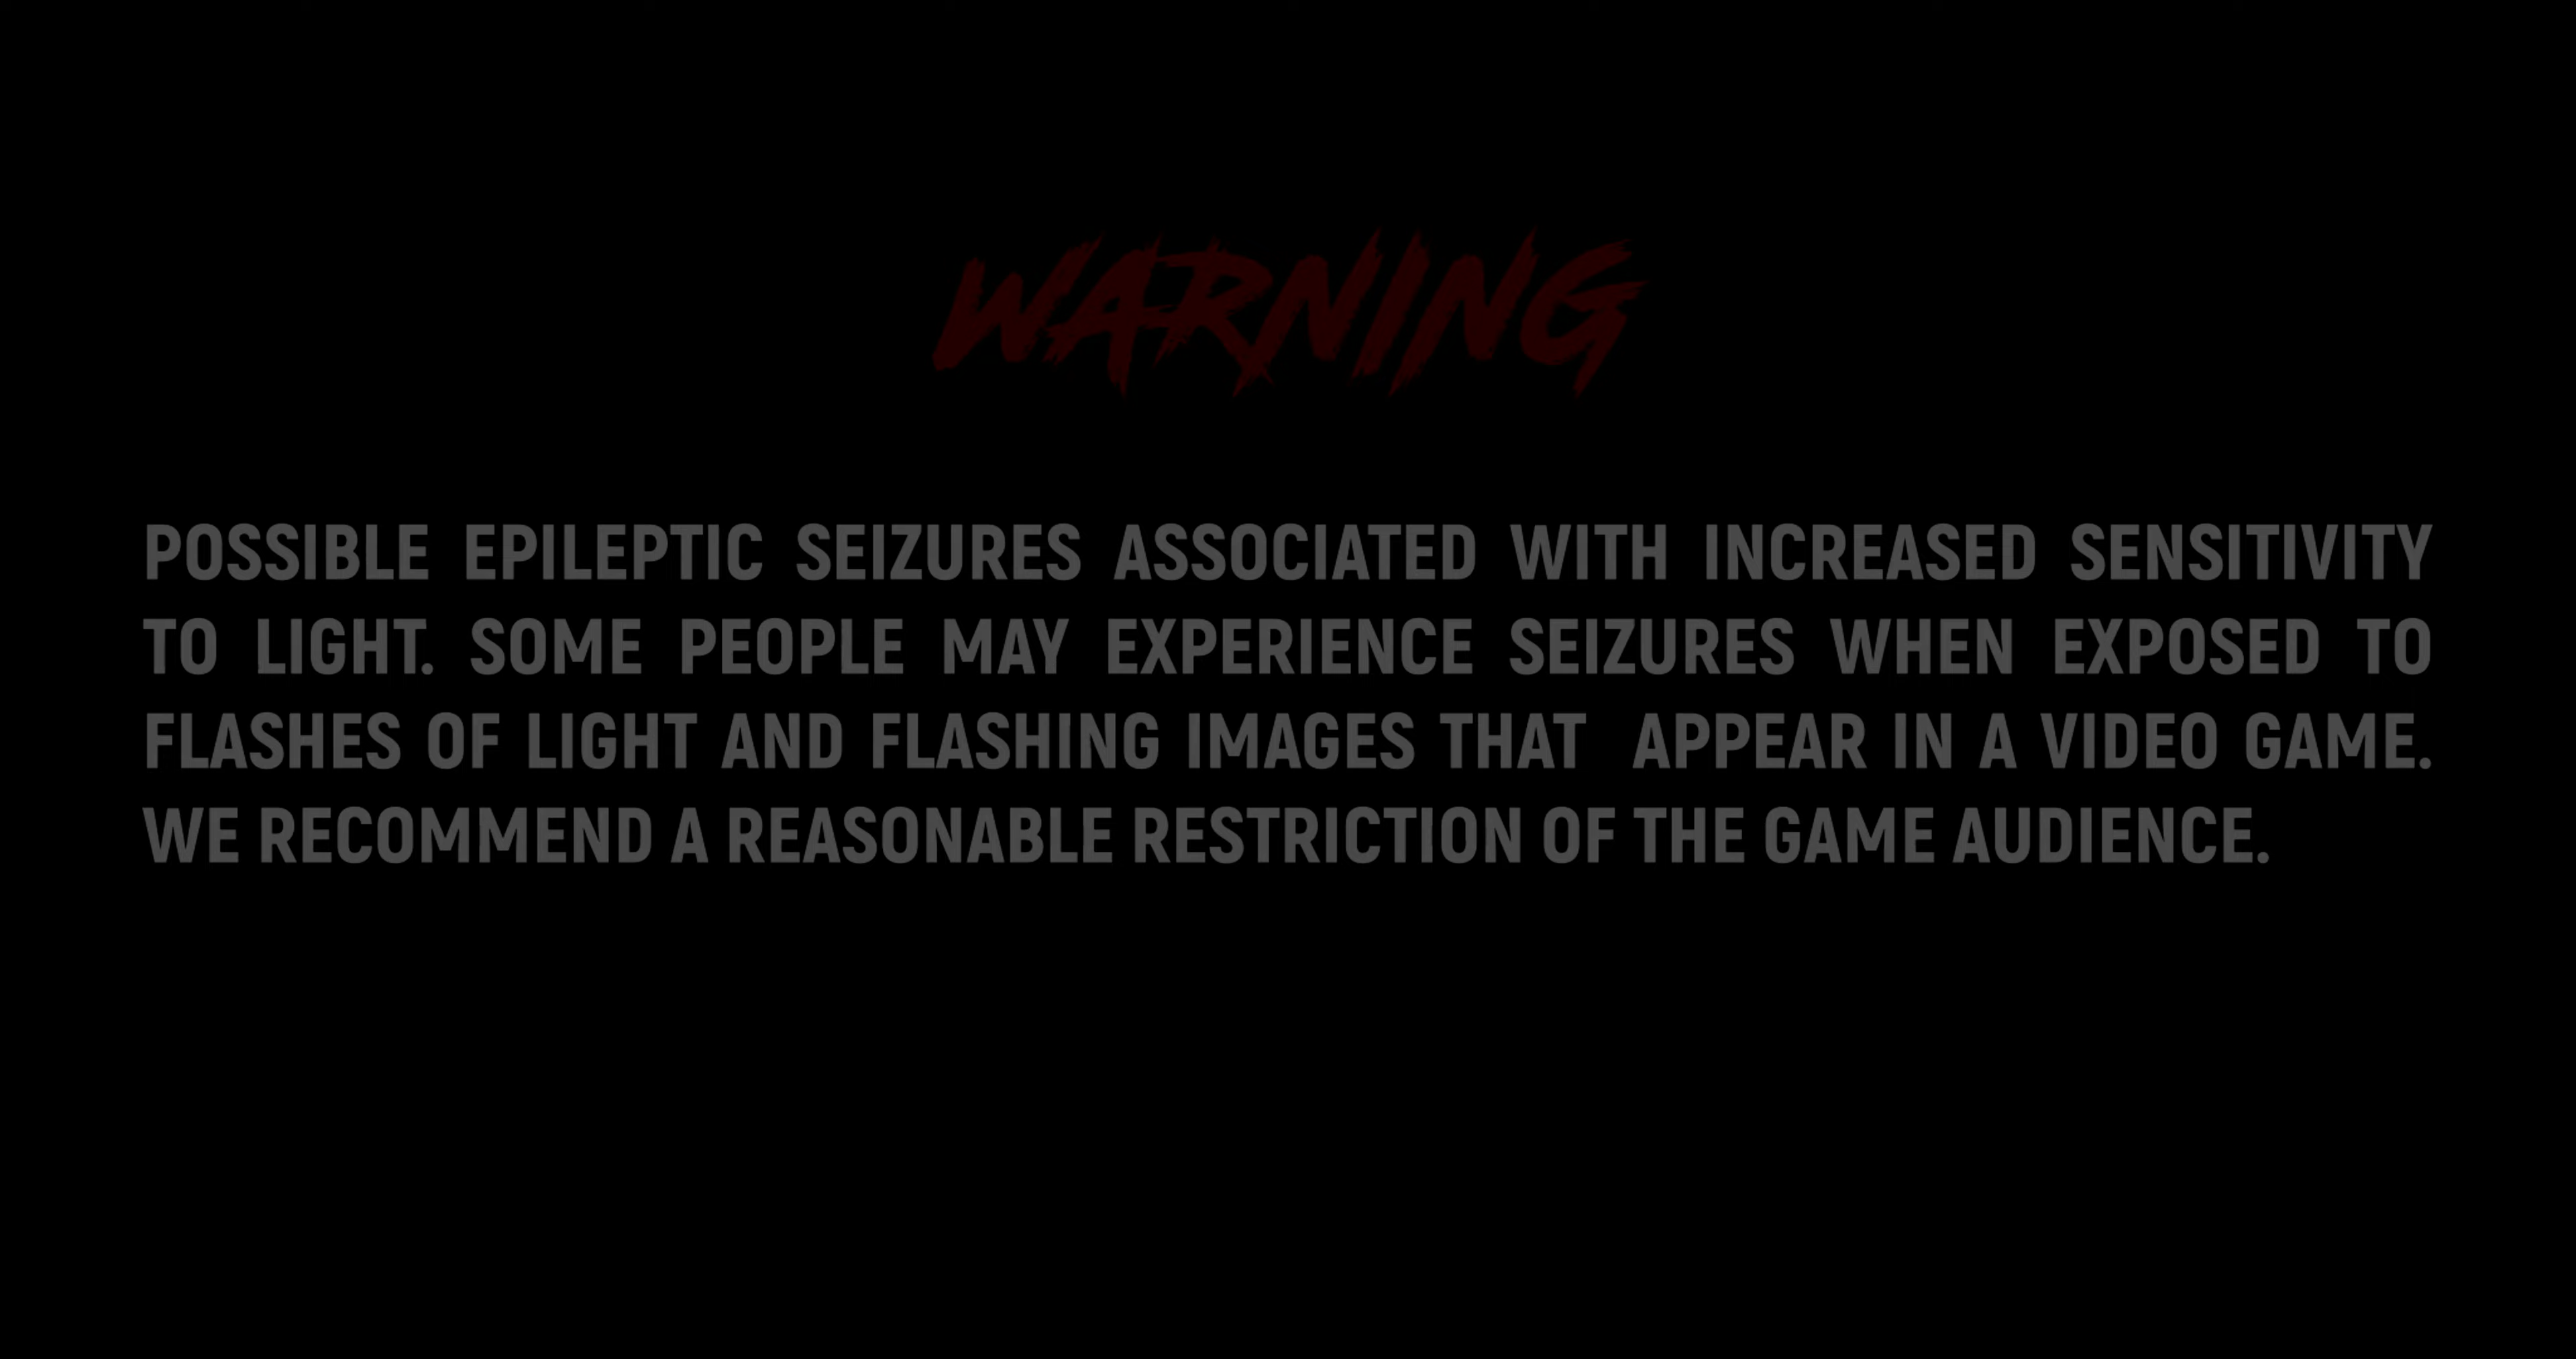 WARNING
POSSIBLE EPILEPTIC SEIZURES ASSOCIATED WITH INCREASED SENSITIVITY
TO LIGHT. SOME PEOPLE MAY EXPERIENCE SEIZURES WHEN EXPOSED TO
FLASHES OF LIGHT AND FLASHING IMAGES THAT APPEAR IN A VIDEO GAME.
WE RECOMMEND A REASONABLE RESTRICTION OF THE GAME AUDIENCE.